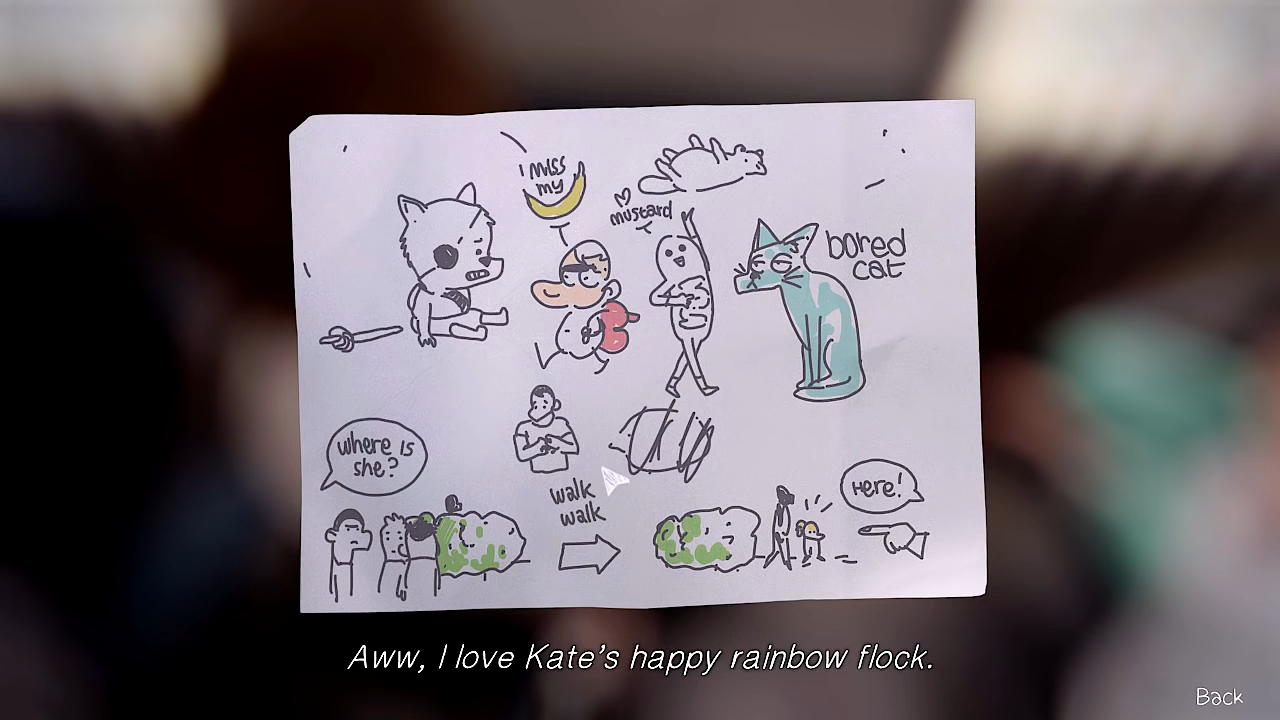 I MISS
MY
mustard
bored
cat
where is
she?
walk
walk
Here!
Aww, I love Kate's happy rainbow flock.
Back